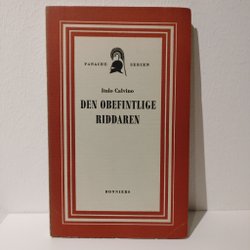 PANACHE SERIEN
Italo Calvino
DEN OBEFINTLIGE
RIDDAREN
BONNIERS